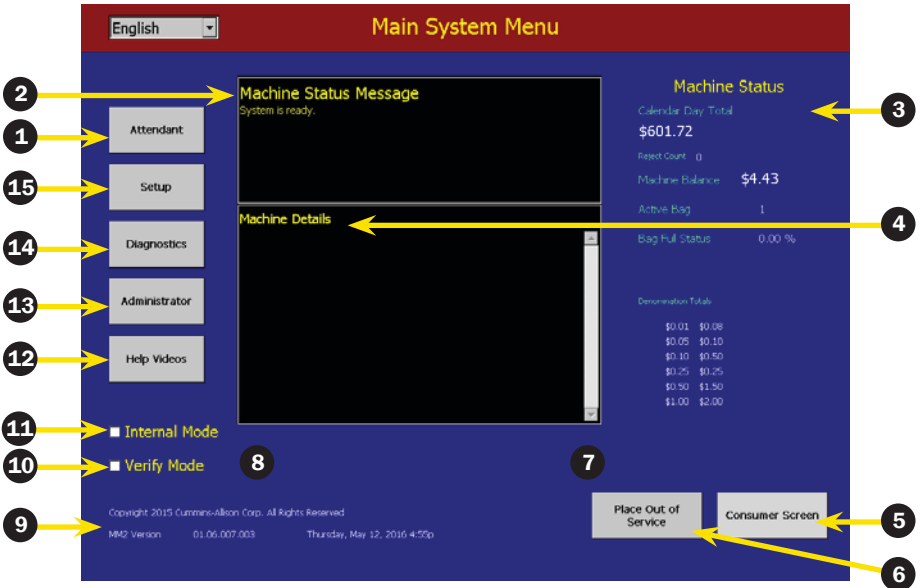 English
Main System Menu
2
Machine Status Message
System is ready.
Machine Status
3
Calendar Day Total
$601.72
1
Attendant
Reject Count 0
Machine Balance $4.43
15
Setup
Active Bag 1
Machine Details
4
14
Diagnostics
Bag Full Status 0.00 %
13
Administrator
Denomination Totals
$0.01 $0.08
$0.05 $0.10
$0.10 $0.50
$0.25 $0.25
$0.50 $1.50
$1.00 $2.00
12
Help Videos
11
Internal Mode
10
Verify Mode
8
7
9
Copyright 2015 Cummins-Allison Corp. All Rights Reserved
MM2 Version 01.06.007.003 Thursday, May 12, 2016 4:55p
Place Out of
Service
Consumer Screen
5
6